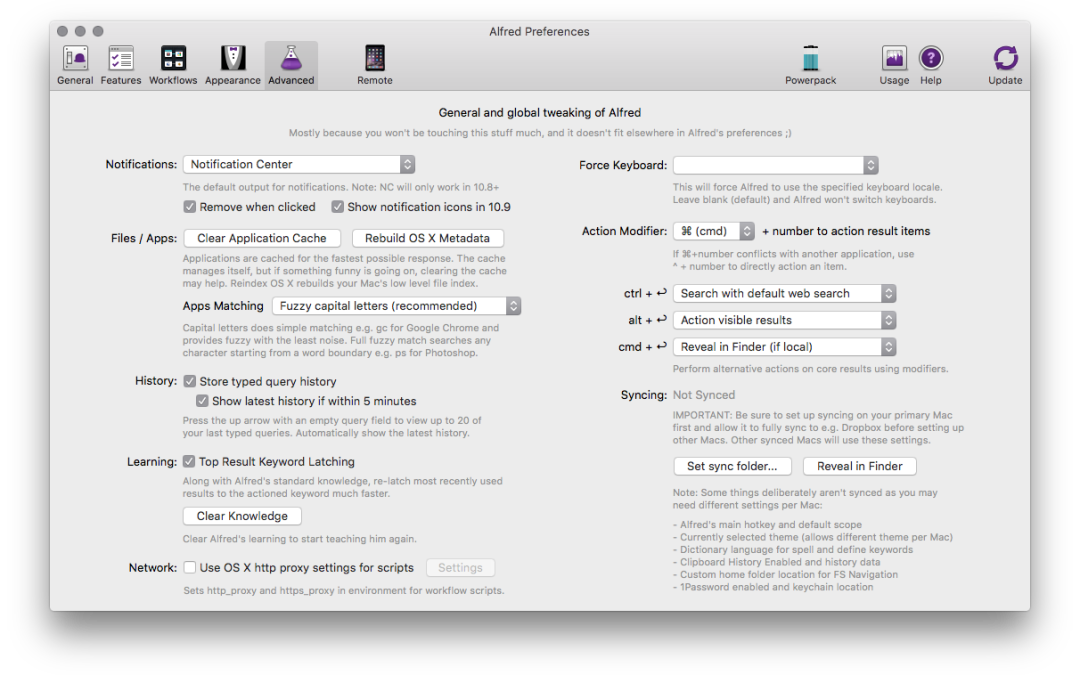 Alfred Preferences
General
Features
Workflows
Appearance
Advanced
Remote
Powerpack
Usage
Help
Update
General and global tweaking of Alfred
Mostly because you won't be touching this stuff much, and it doesn't fit elsewhere in Alfred's preferences ;)
Notifications: Notification Center
The default output for notifications. Note: NC will only work in 10.8+
Remove when clicked Show notification icons in 10.9
Files / Apps: Clear Application Cache Rebuild OS X Metadata
Applications are cached for the fastest possible response. The cache
manages itself, but if something funny is going on, clearing the cache
may help. Reindex OS X rebuilds your Mac's low level file index.
Apps Matching Fuzzy capital letters (recommended)
Capital letters does simple matching e.g. gc for Google Chrome and
provides fuzzy with the least noise. Full fuzzy match searches any
character starting from a word boundary e.g. ps for Photoshop.
History: Store typed query history
Show latest history if within 5 minutes
Press the up arrow with an empty query field to view up to 20 of
your last typed queries. Automatically show the latest history.
Learning: Top Result Keyword Latching
Along with Alfred's standard knowledge, re-latch most recently used
results to the actioned keyword much faster.
Clear Knowledge
Clear Alfred's learning to start teaching him again.
Network: Use OS X http proxy settings for scripts Settings
Sets http_proxy and https_proxy in environment for workflow scripts.
Force Keyboard:
This will force Alfred to use the specified keyboard locale.
Leave blank (default) and Alfred won't switch keyboards.
Action Modifier: ⌘ (cmd) + number to action result items
If ⌘+number conflicts with another application, use
^ + number to directly action an item.
ctrl + ↩ Search with default web search
alt + ↩ Action visible results
cmd + ↩ Reveal in Finder (if local)
Perform alternative actions on core results using modifiers.
Syncing: Not Synced
IMPORTANT: Be sure to set up syncing on your primary Mac
first and allow it to fully sync to e.g. Dropbox before setting up
other Macs. Other synced Macs will use these settings.
Set sync folder... Reveal in Finder
Note: Some things deliberately aren't synced as you may
need different settings per Mac:
- Alfred's main hotkey and default scope
- Currently selected theme (allows different theme per Mac)
- Dictionary language for spell and define keywords
- Clipboard History Enabled and history data
- Custom home folder location for FS Navigation
- 1Password enabled and keychain location